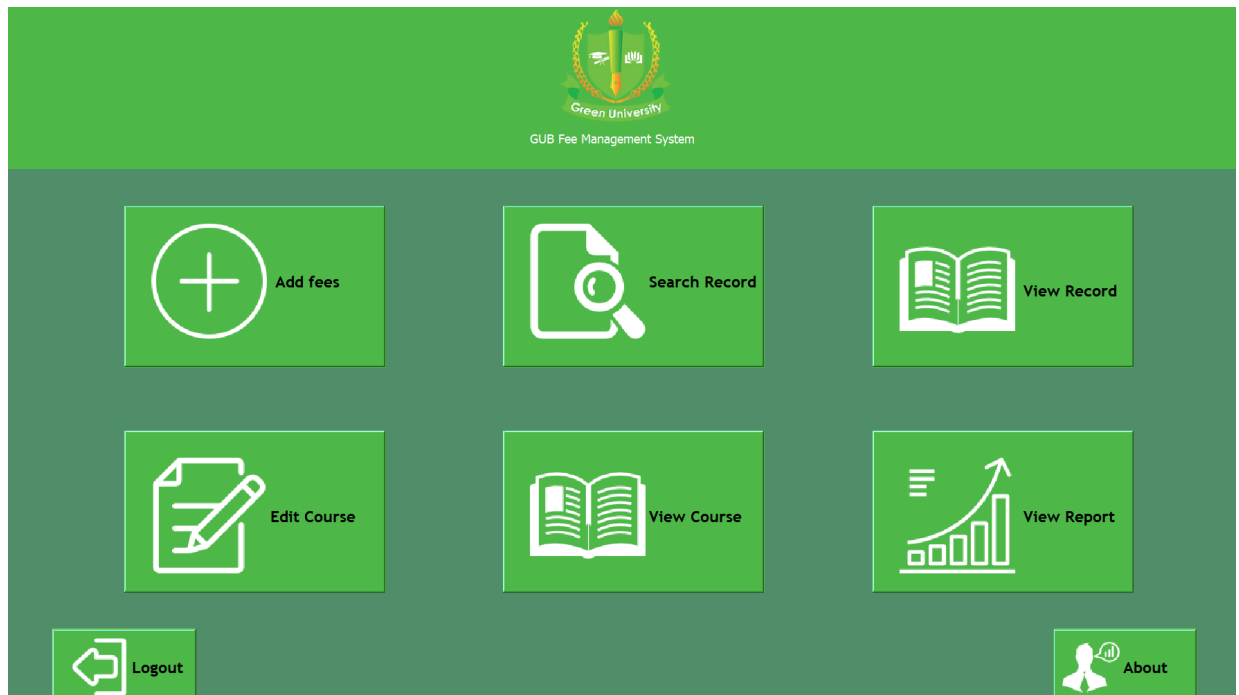 Green University
GUB Fee Management System
Add fees
Search Record
View Record
Edit Course
View Course
View Report
Logout
About